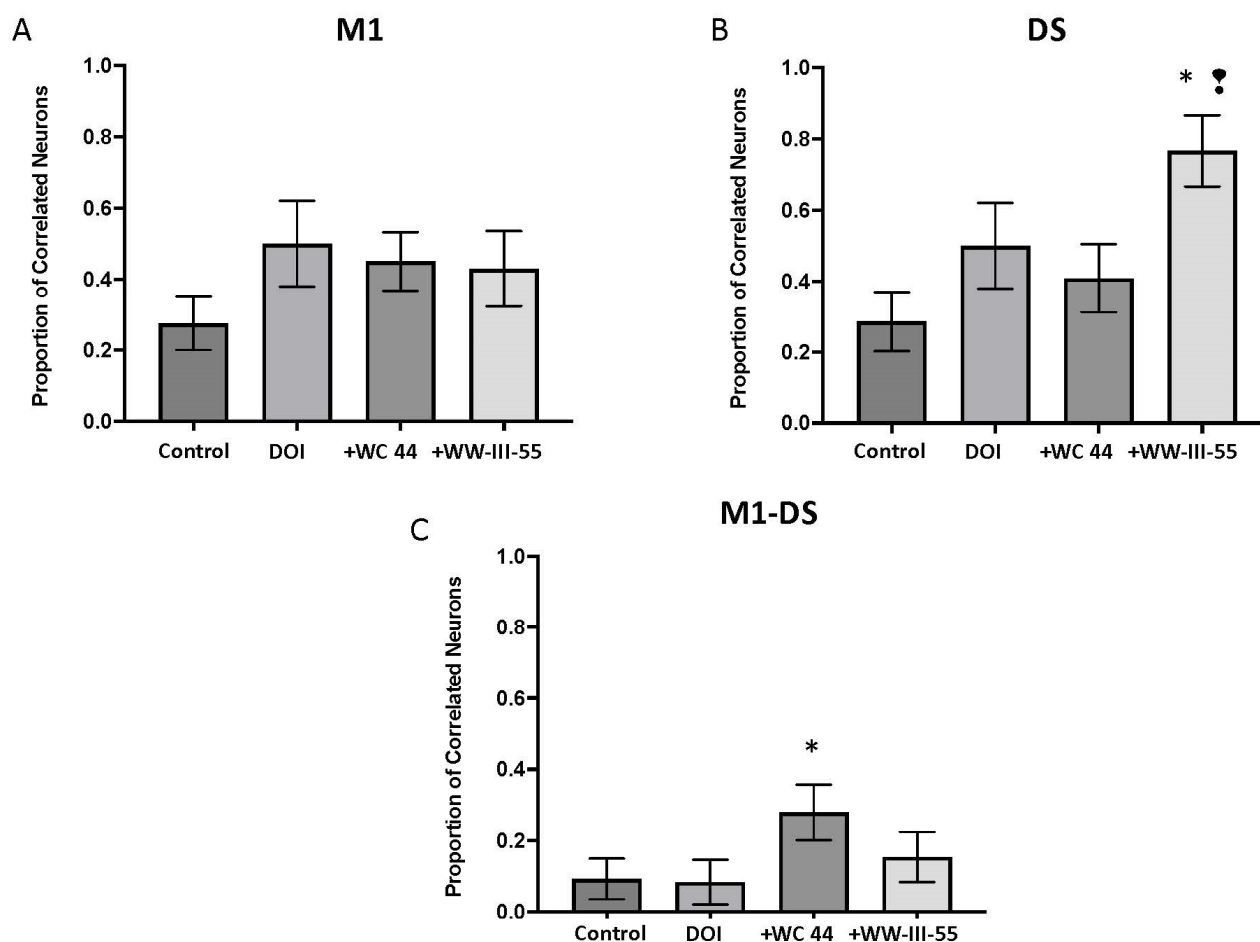 A
M1
Proportion of Correlated Neurons
1.0
0.8
0.6
0.4
0.2
0.0
Control DOI +WC 44 +WW-III-55
B
DS
Proportion of Correlated Neurons
1.0
0.8
0.6
0.4
0.2
0.0
* 
Control DOI +WC 44 +WW-III-55
C
M1-DS
Proportion of Correlated Neurons
1.0
0.8
0.6
0.4
0.2
0.0
*
Control DOI +WC 44 +WW-III-55